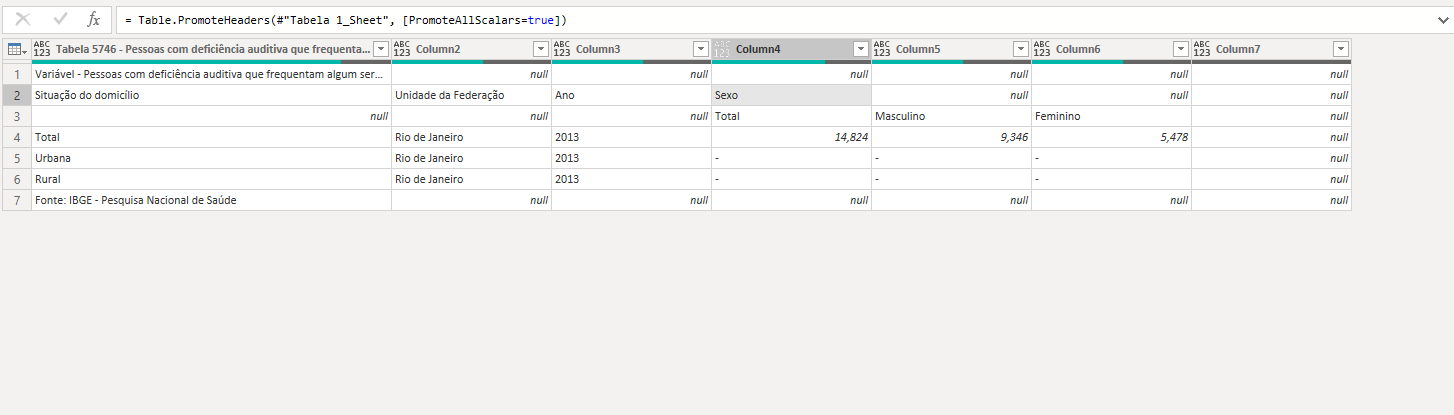 fx = Table.PromoteHeaders(#"Tabela 1_Sheet", [PromoteAllScalars=true])
ABC 123 Tabela 5746 - Pessoas com deficiência auditiva que frequenta... ABC 123 Column2 ABC 123 Column3 ABC 123 Column4 ABC 123 Column5 ABC 123 Column6 ABC 123 Column7
1 Variável - Pessoas com deficiência auditiva que frequentam algum ser... null null null null null null
2 Situação do domicílio Unidade da Federação Ano Sexo null null null
3 null null null Total Masculino Feminino null
4 Total Rio de Janeiro 2013 14,824 9,346 5,478 null
5 Urbana Rio de Janeiro 2013 - - - null
6 Rural Rio de Janeiro 2013 - - - null
7 Fonte: IBGE - Pesquisa Nacional de Saúde null null null null null null